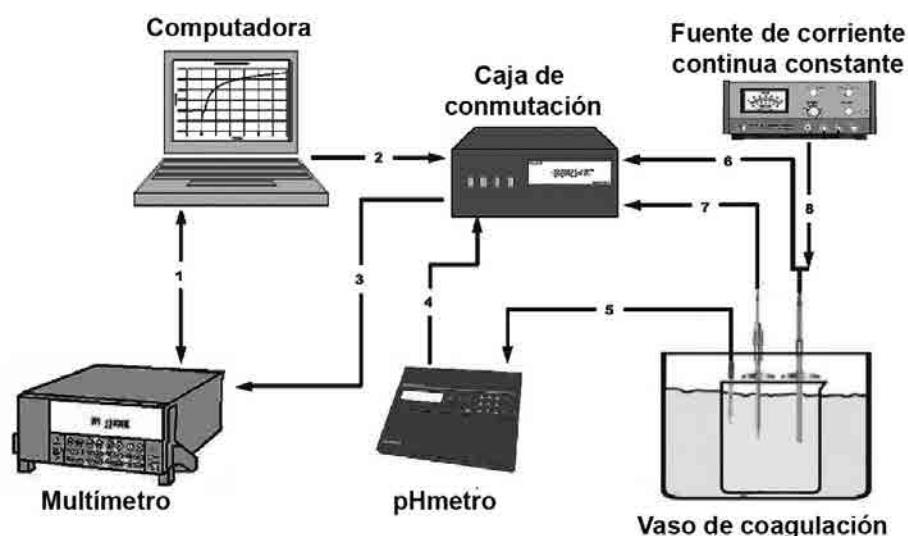 Computadora
Fuente de corriente
continua constante
Caja de
conmutación
2
6
7
8
1
3
4
5
Multímetro
pHmetro
Vaso de coagulación